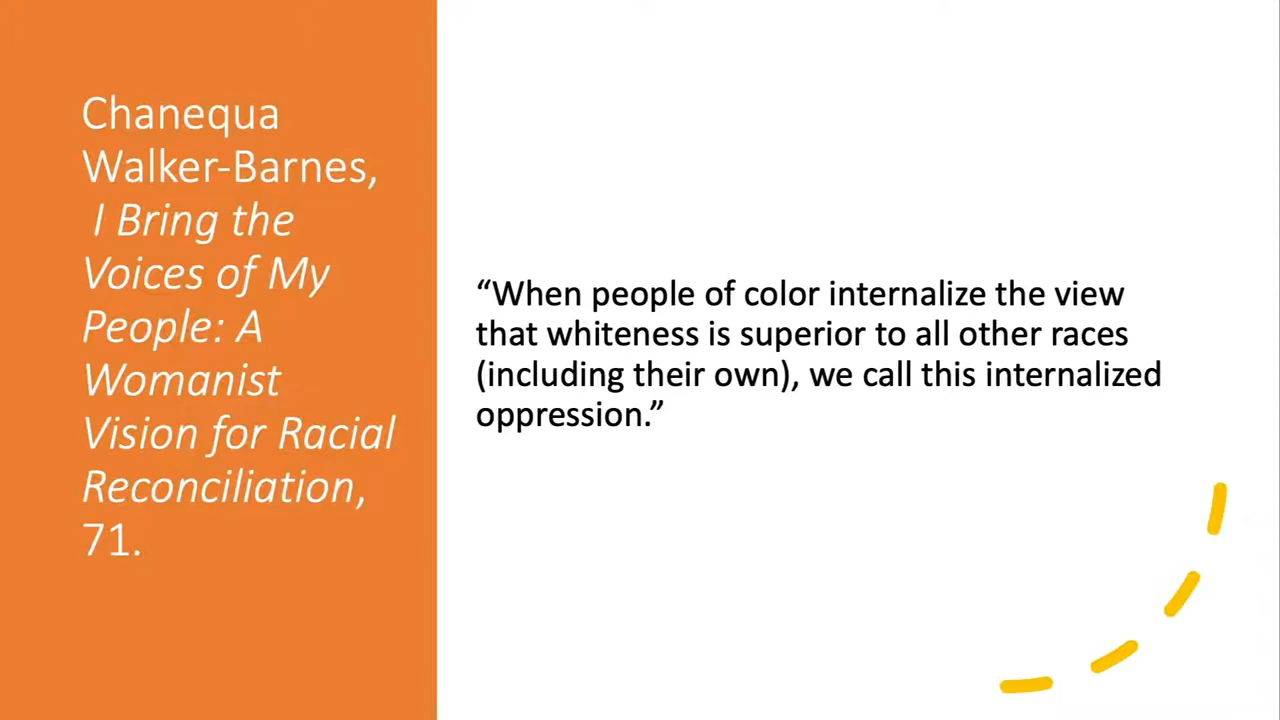 Chanequa
Walker-Barnes,
I Bring the
Voices of My
People: A
Womanist
Vision for Racial
Reconciliation,
71.
“When people of color internalize the view
that whiteness is superior to all other races
(including their own), we call this internalized
oppression.”